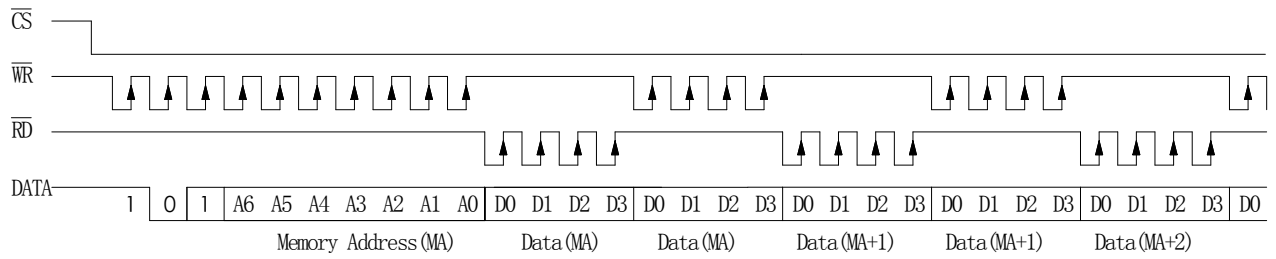 CS
WR
RD
DATA 1 0 1 A6 A5 A4 A3 A2 A1 A0 D0 D1 D2 D3 D0 D1 D2 D3 D0 D1 D2 D3 D0 D1 D2 D3 D0 D1 D2 D3 D0
Memory Address(MA) Data(MA) Data(MA) Data(MA+1) Data(MA+1) Data(MA+2)